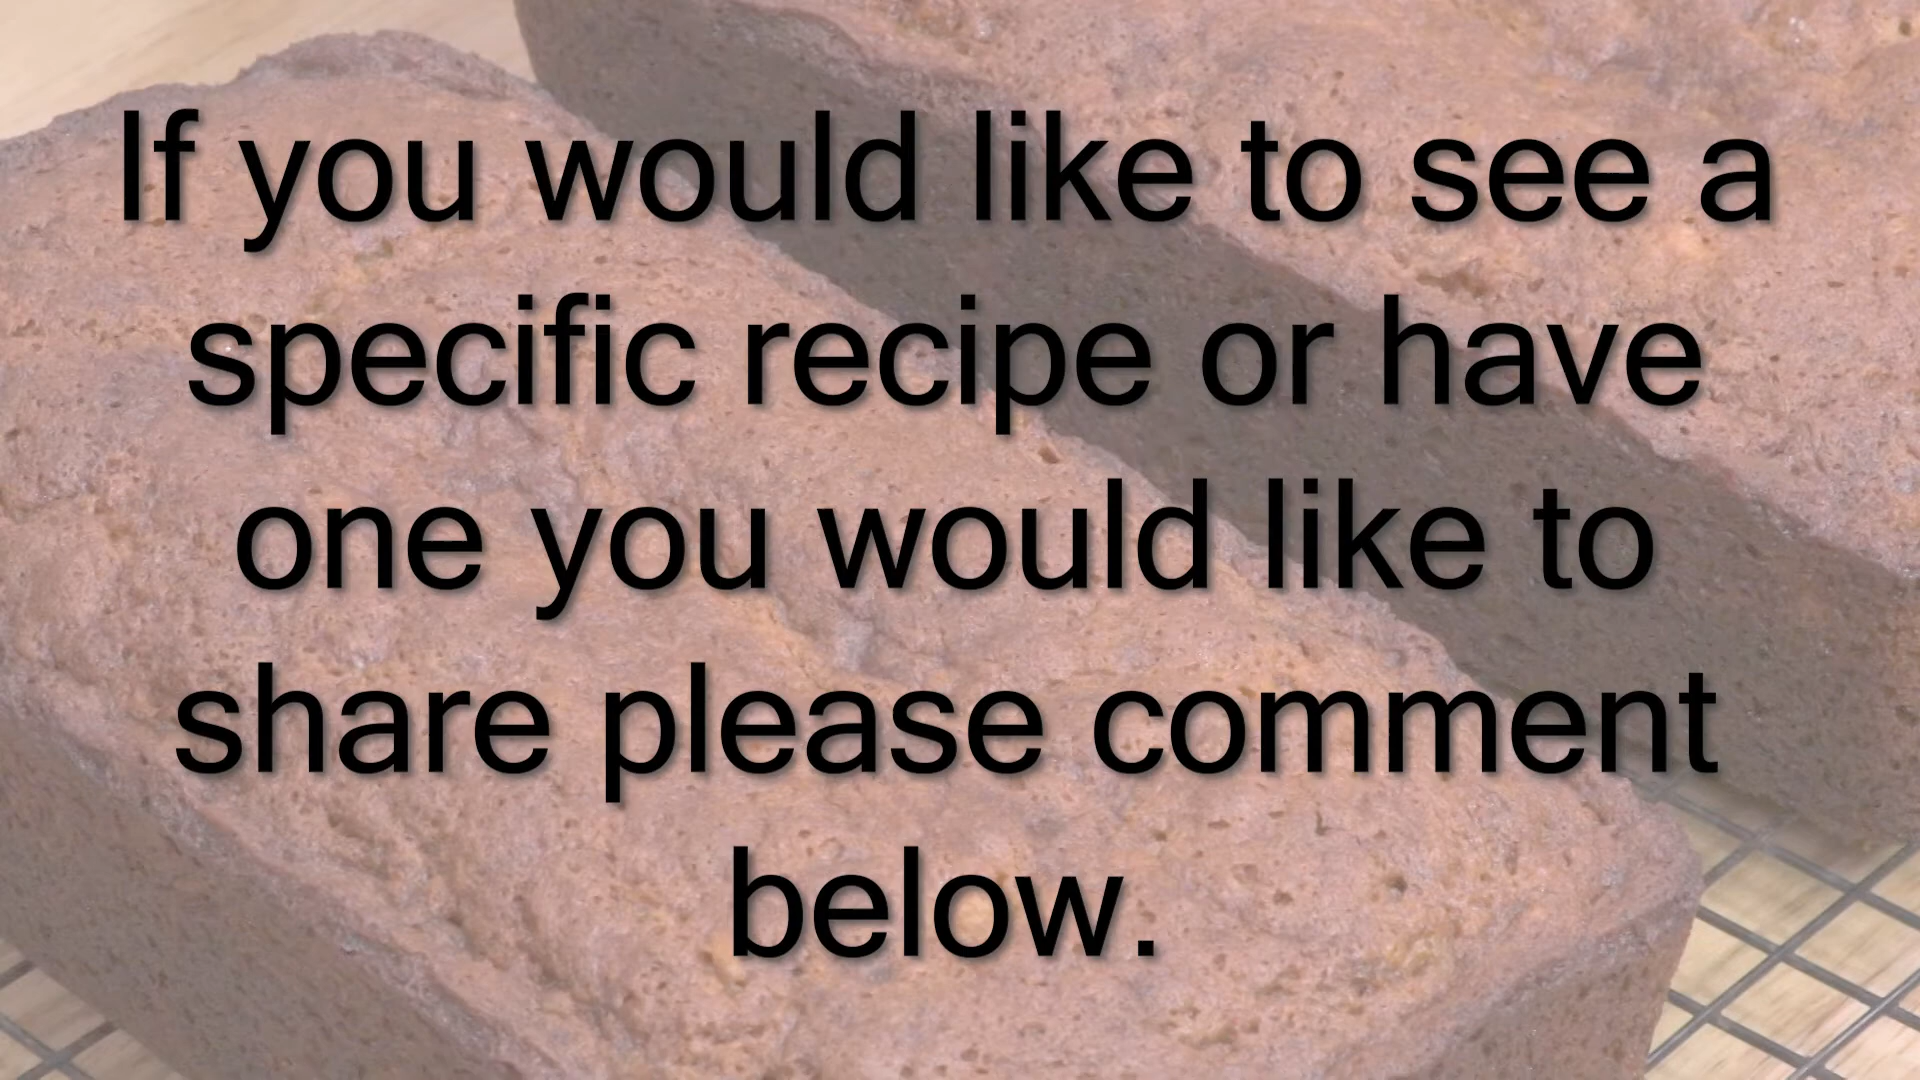 If you would like to see a
specific recipe or have
one you would like to
share please comment
below.